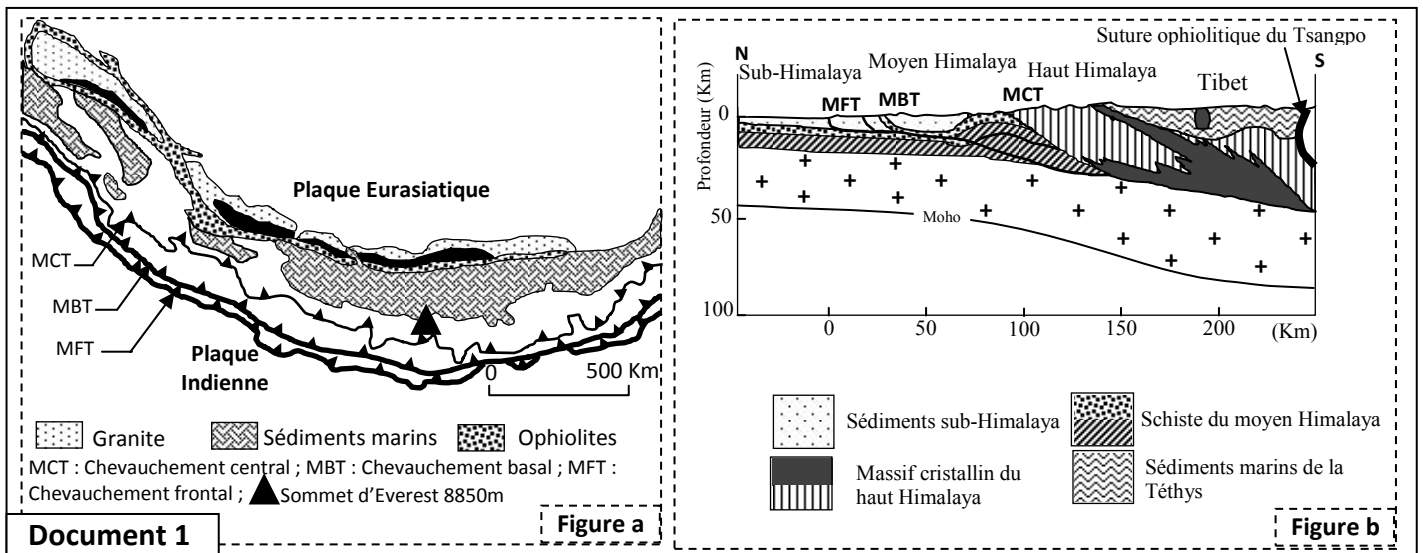 Plaque Eurasiatique
MCT
MBT
MFT
Plaque
Indienne
0 500 Km
Granite Sédiments marins Ophiolites
MCT : Chevauchement central ; MBT : Chevauchement basal ; MFT :
Chevauchement frontal ; Sommet d’Everest 8850m
Document 1
Figure a
Suture ophiolitique du Tsangpo
N S
Sub-Himalaya Moyen Himalaya Haut Himalaya Tibet
MFT MBT MCT
Profondeur (Km)
0
50
100
Moho
0 50 100 150 200 (Km)
Sédiments sub-Himalaya
Schiste du moyen Himalaya
Massif cristallin du
haut Himalaya
Sédiments marins de la
Téthys
Figure b